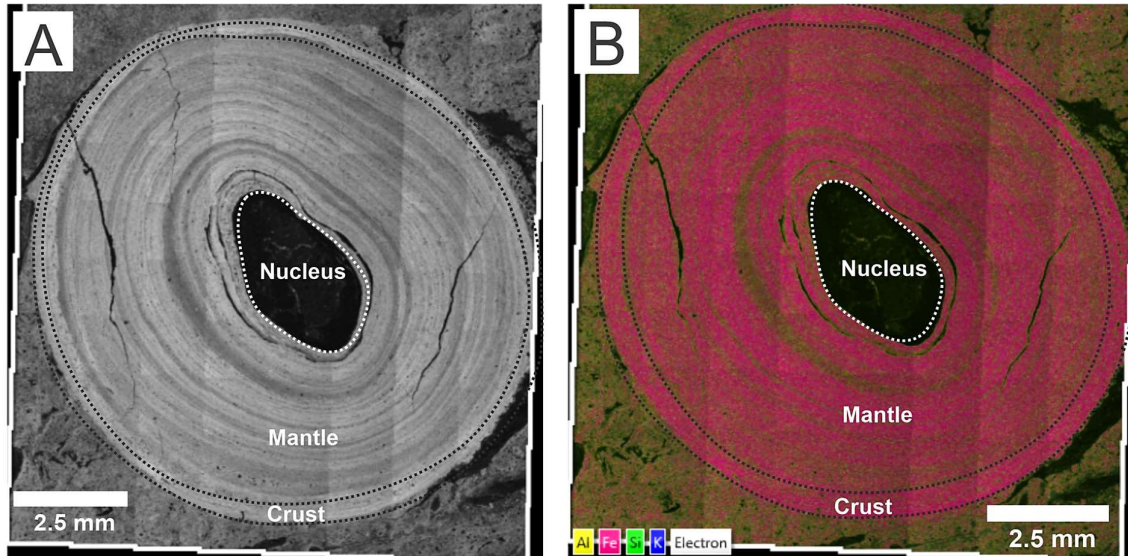 A
Nucleus
Mantle
Crust
2.5 mm
B
Nucleus
Mantle
Crust
Al Fe Si K Electron
2.5 mm